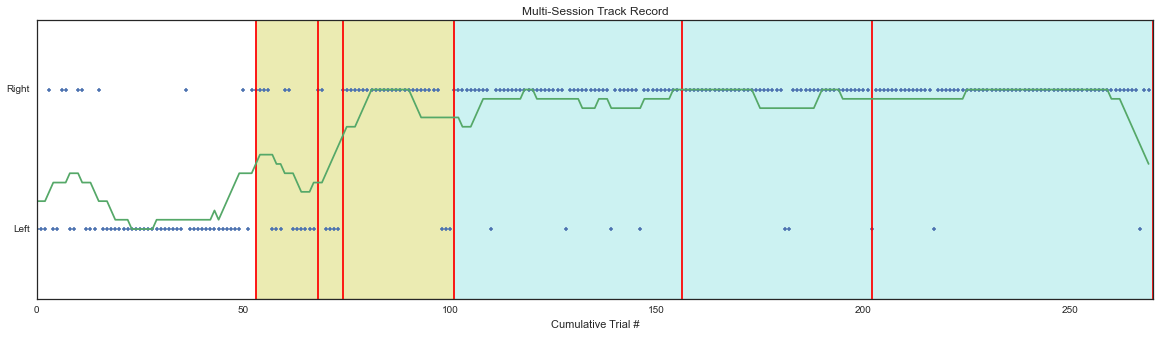 Multi-Session Track Record
Right
Left
0 50 100 150 200 250
Cumulative Trial #